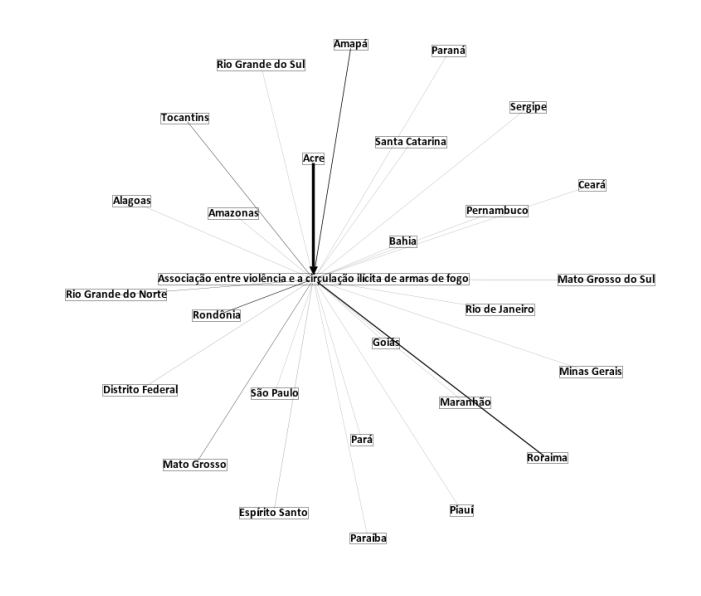 Amapá
Paraná
Rio Grande do Sul
Sergipe
Tocantins
Santa Catarina
Acre
Ceará
Alagoas
Amazonas
Pernambuco
Bahia
Associação entre violência e a circulação ilícita de armas de fogo
Mato Grosso do Sul
Rio Grande do Norte
Rio de Janeiro
Rondônia
Goiás
Minas Gerais
Distrito Federal
São Paulo
Maranhão
Pará
Roraima
Mato Grosso
Piauí
Espírito Santo
Paraíba